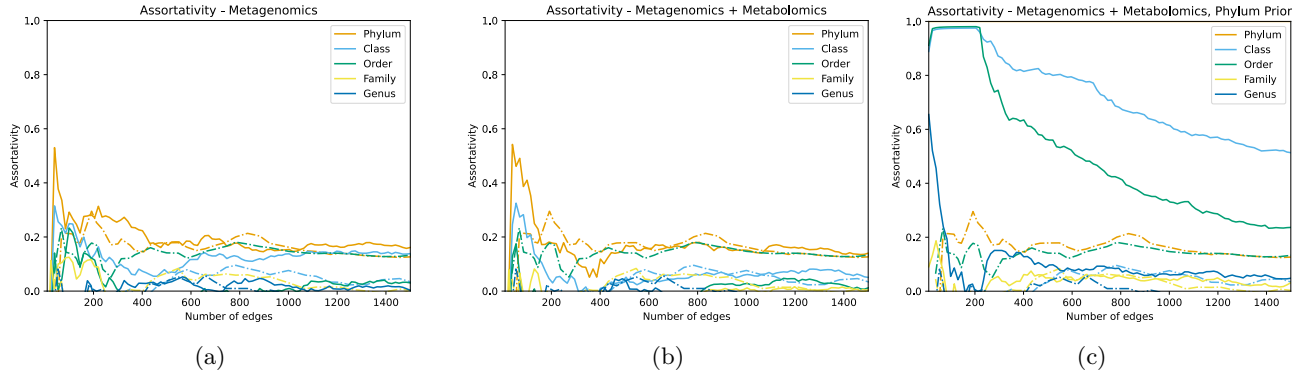 Assortativity - Metagenomics
Assortativity
1.0
0.8
0.6
0.4
0.2
0.0
Phylum
Class
Order
Family
Genus
200 400 600 800 1000 1200 1400
Number of edges
(a)
Assortativity - Metagenomics + Metabolomics
Assortativity
1.0
0.8
0.6
0.4
0.2
0.0
Phylum
Class
Order
Family
Genus
200 400 600 800 1000 1200 1400
Number of edges
(b)
Assortativity - Metagenomics + Metabolomics, Phylum Prior
Assortativity
1.0
0.8
0.6
0.4
0.2
0.0
Phylum
Class
Order
Family
Genus
200 400 600 800 1000 1200 1400
Number of edges
(c)